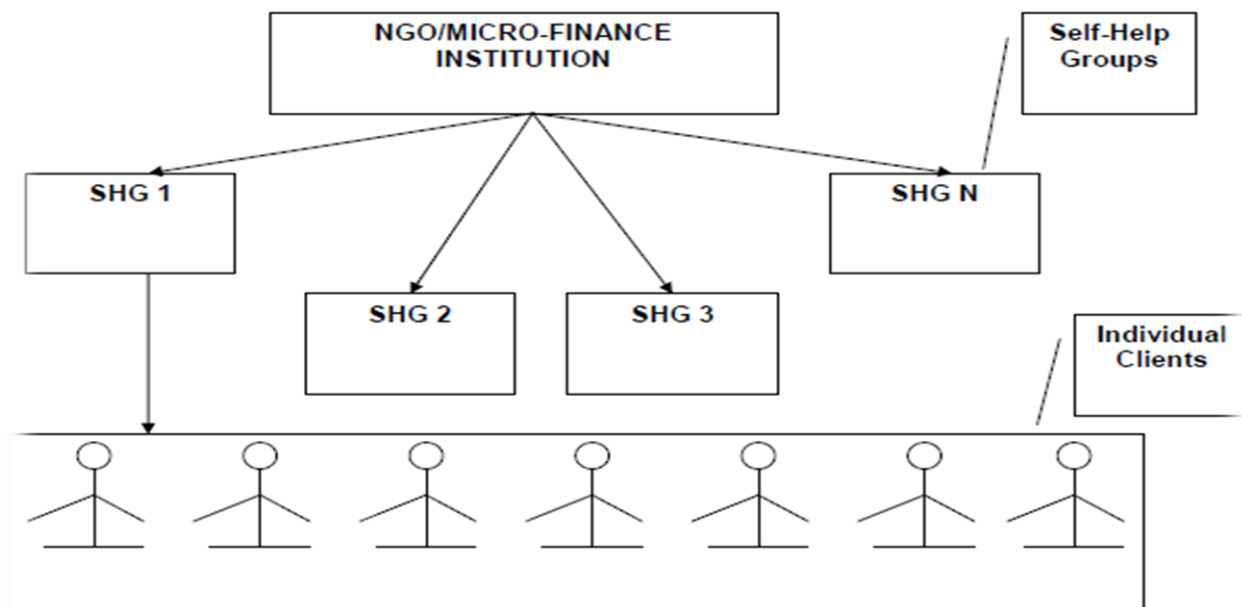 NGO/MICRO-FINANCE
INSTITUTION
Self-Help
Groups
SHG 1
SHG N
SHG 2
SHG 3
Individual
Clients